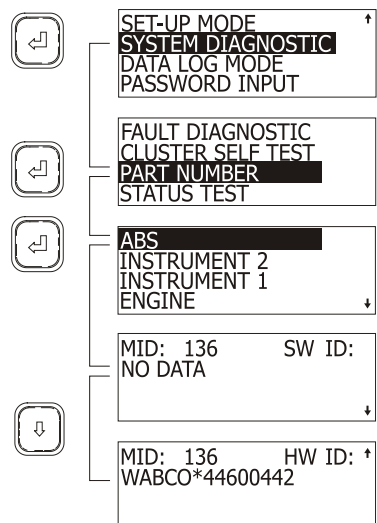 SET-UP MODE
SYSTEM DIAGNOSTIC
DATA LOG MODE
PASSWORD INPUT
FAULT DIAGNOSTIC
CLUSTER SELF TEST
PART NUMBER
STATUS TEST
ABS
INSTRUMENT 2
INSTRUMENT 1
ENGINE
MID: 136 SW ID:
NO DATA
MID: 136 HW ID:
WABCO*44600442